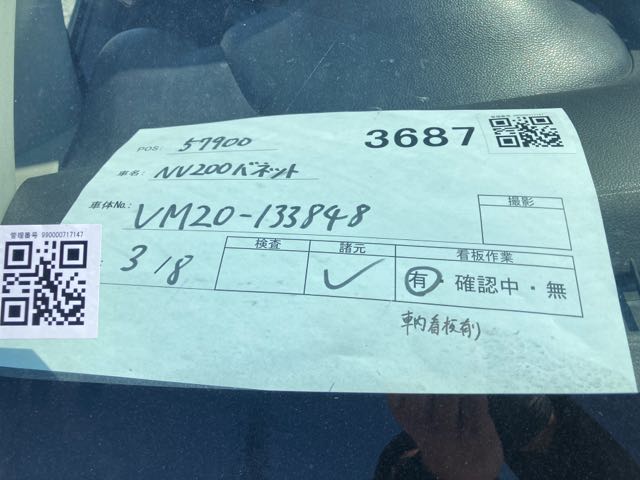 POS: 57900
3687
車名: NV200バネット
車体No.: VM20-133848
撮影
管理番号 990000717147
: 3/8
検査 諸元 看板作業
有・確認中・無
車内看板有り